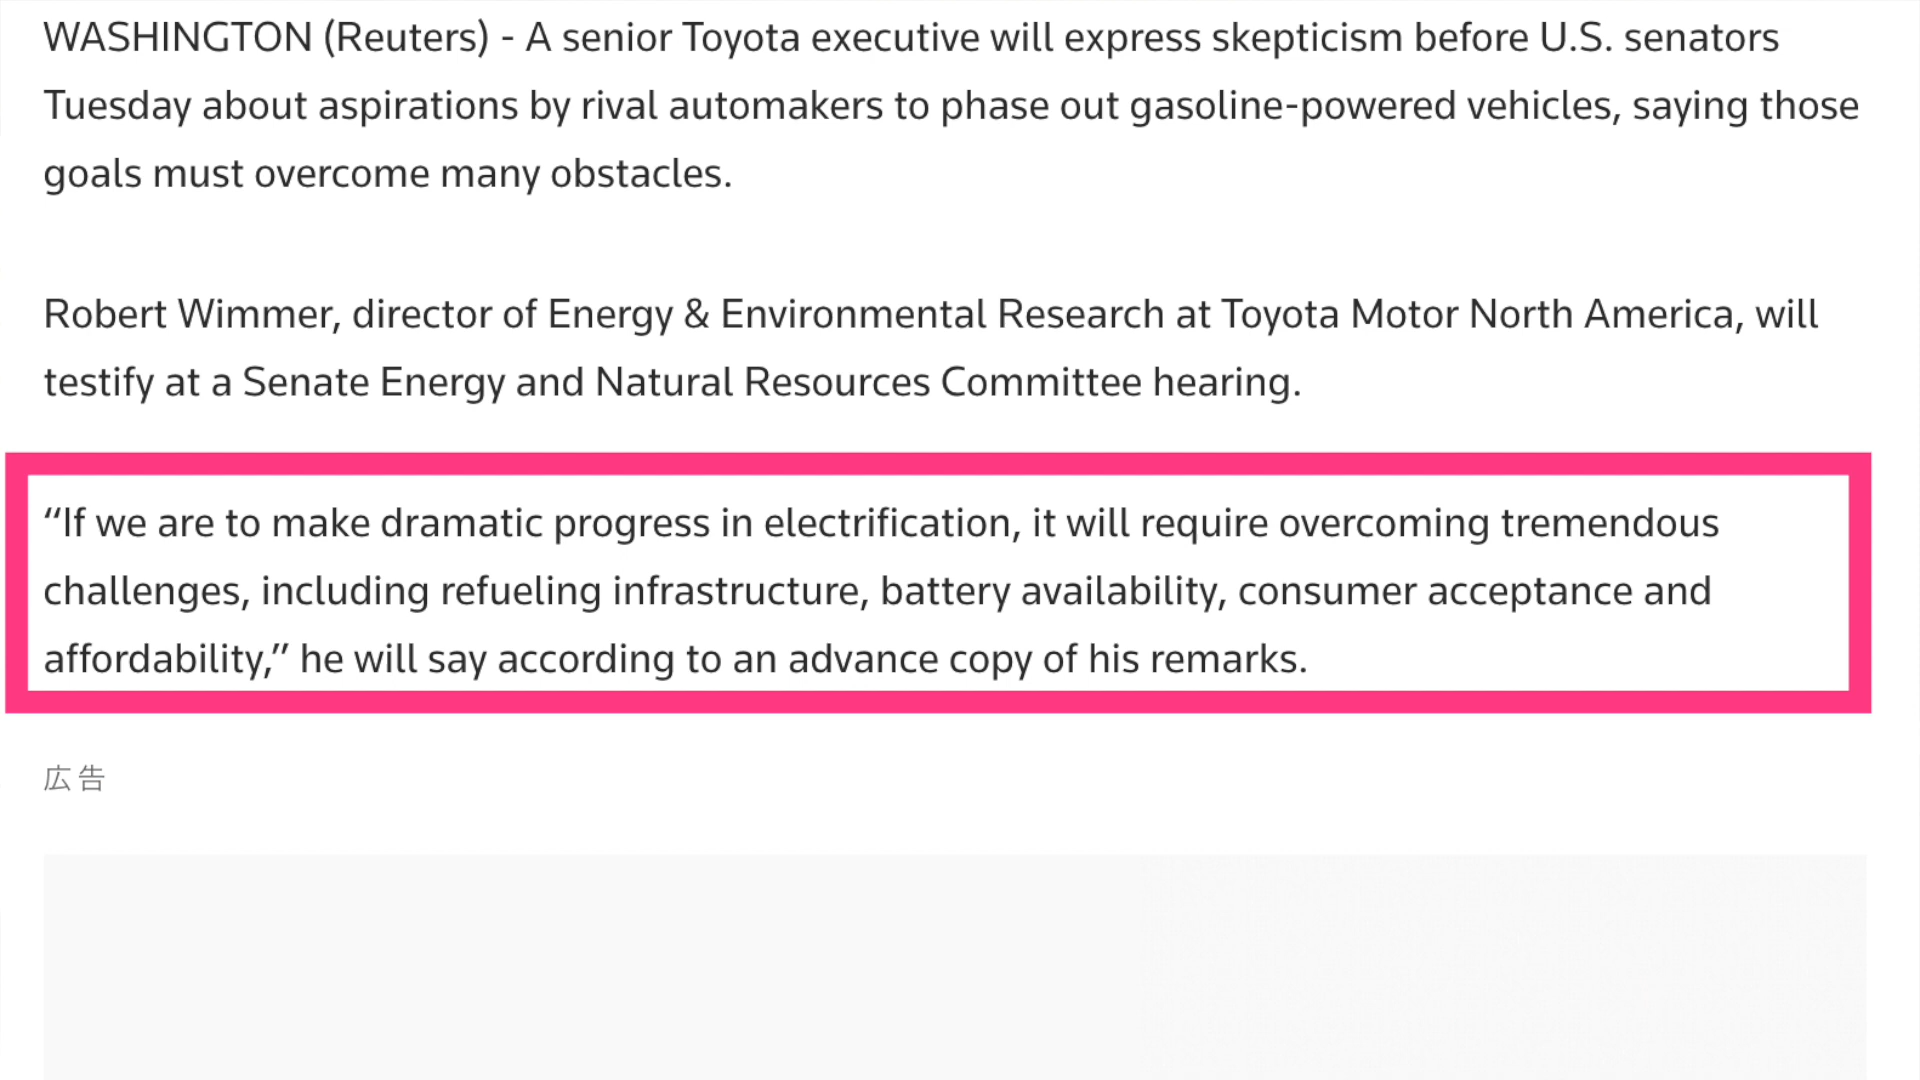 WASHINGTON (Reuters) - A senior Toyota executive will express skepticism before U.S. senators
Tuesday about aspirations by rival automakers to phase out gasoline-powered vehicles, saying those
goals must overcome many obstacles.
Robert Wimmer, director of Energy & Environmental Research at Toyota Motor North America, will
testify at a Senate Energy and Natural Resources Committee hearing.
“If we are to make dramatic progress in electrification, it will require overcoming tremendous
challenges, including refueling infrastructure, battery availability, consumer acceptance and
affordability,” he will say according to an advance copy of his remarks.
広告